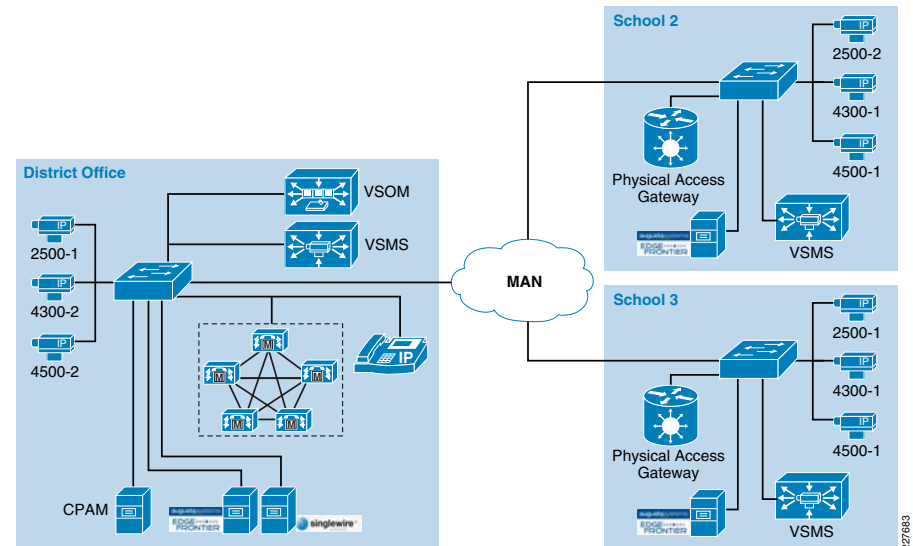 District Office
IP
2500-1
IP
4300-2
IP
4500-2
VSOM
VSMS
M
M
M
M
M
IP
CPAM
EDGE FRONTIER
singlewire
MAN
School 2
IP
2500-2
IP
4300-1
IP
4500-1
Physical Access
Gateway
EDGE FRONTIER
VSMS
School 3
IP
2500-1
IP
4300-1
IP
4500-1
Physical Access
Gateway
EDGE FRONTIER
VSMS
227683